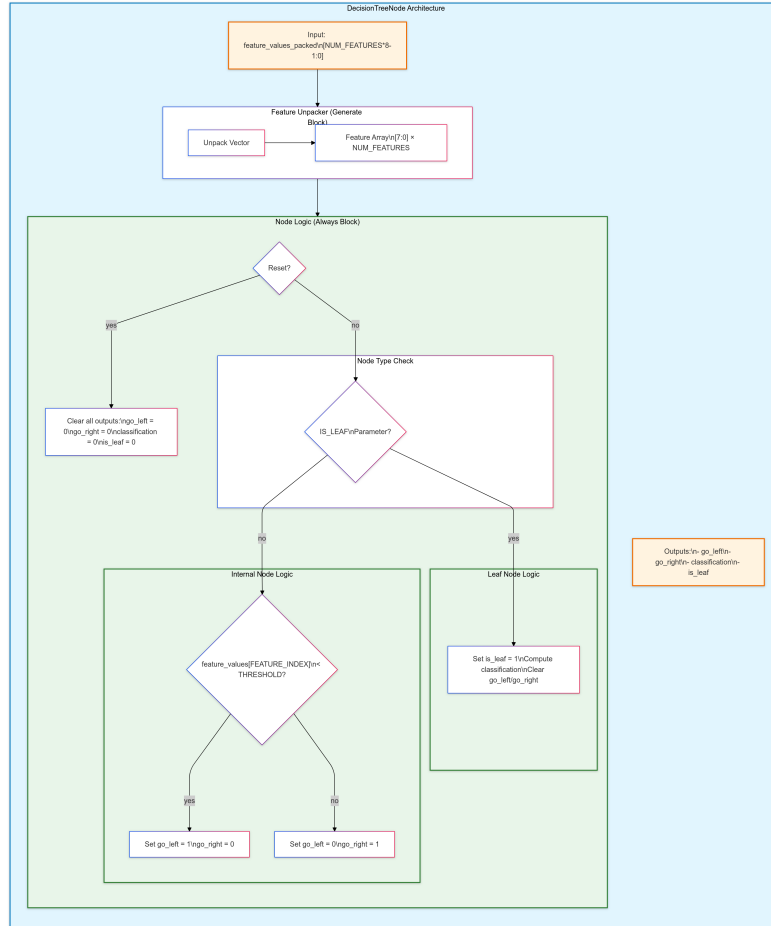 DecisionTreeNode Architecture
Input:
feature_values_packed\n[NUM_FEATURES*8-
1:0]
Feature Unpacker (Generate
Block)
Unpack Vector
Feature Array\n[7:0] ×
NUM_FEATURES
Node Logic (Always Block)
Reset?
yes
no
Node Type Check
Clear all outputs:\ngo_left =
0\ngo_right = 0\nclassification
= 0\nis_leaf = 0
IS_LEAF\nParameter?
no
yes
Outputs:\n- go_left\n-
go_right\n- classification\n-
is_leaf
Internal Node Logic
Leaf Node Logic
feature_values[FEATURE_INDEX]\n<
THRESHOLD?
Set is_leaf = 1\nCompute
classification\nClear
go_left/go_right
yes
no
Set go_left = 1\ngo_right = 0
Set go_left = 0\ngo_right = 1